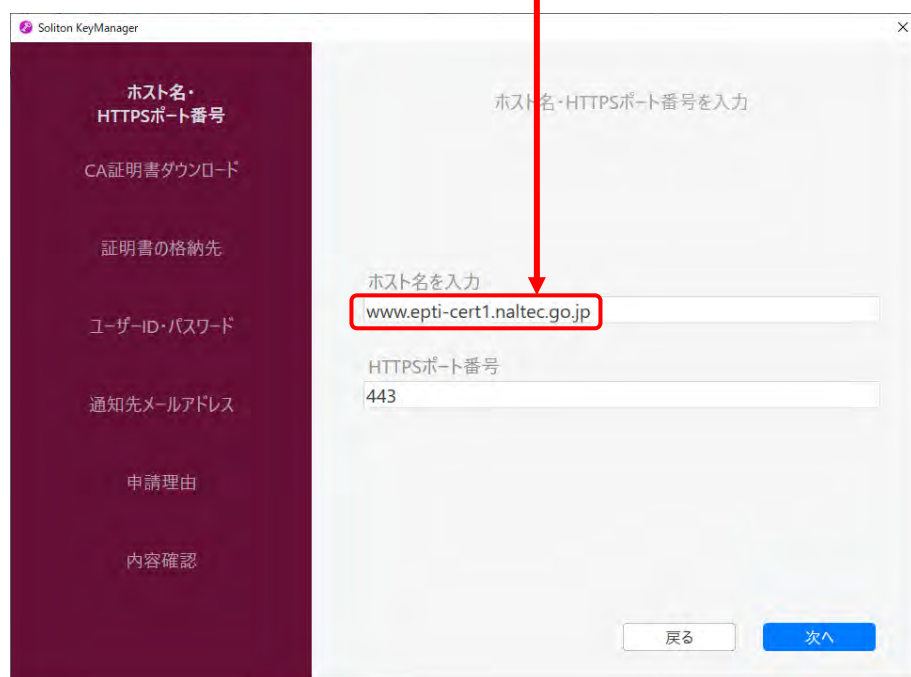 Soliton KeyManager
ホスト名・
HTTPSポート番号
CA証明書ダウンロード
証明書の格納先
ユーザーID・パスワード
通知先メールアドレス
申請理由
内容確認
ホスト名・HTTPSポート番号を入力
ホスト名を入力
www.epti-cert1.naltec.go.jp
HTTPSポート番号
443
戻る
次へ